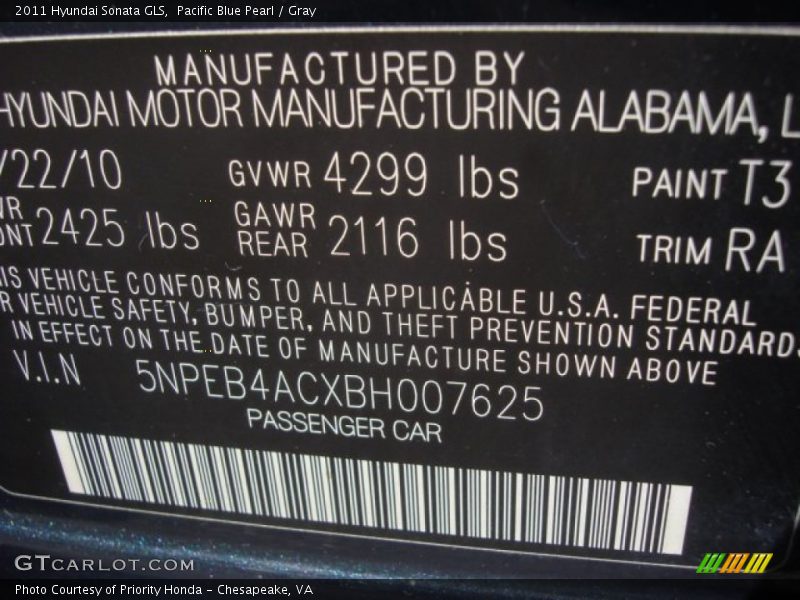 2011 Hyundai Sonata GLS, Pacific Blue Pearl / Gray
MANUFACTURED BY
HYUNDAI MOTOR MANUFACTURING ALABAMA, L
/22/10 GVWR 4299 lbs PAINT T3
WR ONT 2425 lbs GAWR REAR 2116 lbs TRIM RA
IS VEHICLE CONFORMS TO ALL APPLICABLE U.S.A. FEDERAL
R VEHICLE SAFETY, BUMPER, AND THEFT PREVENTION STANDARDS
IN EFFECT ON THE DATE OF MANUFACTURE SHOWN ABOVE
V.I.N 5NPEB4ACXBH007625
PASSENGER CAR
GTCARLOT.COM
Photo Courtesy of Priority Honda - Chesapeake, VA